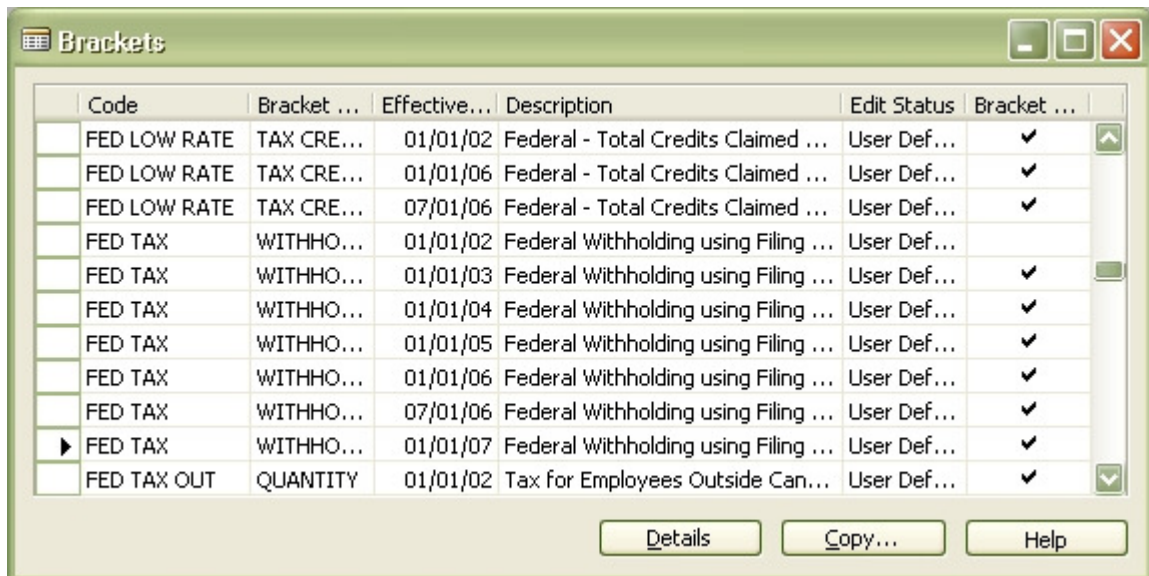 Brackets
Code Bracket ... Effective... Description Edit Status Bracket ...
FED LOW RATE TAX CRE... 01/01/02 Federal - Total Credits Claimed ... User Def... ✔
FED LOW RATE TAX CRE... 01/01/06 Federal - Total Credits Claimed ... User Def... ✔
FED LOW RATE TAX CRE... 07/01/06 Federal - Total Credits Claimed ... User Def... ✔
FED TAX WITHHO... 01/01/02 Federal Withholding using Filing ... User Def...
FED TAX WITHHO... 01/01/03 Federal Withholding using Filing ... User Def... ✔
FED TAX WITHHO... 01/01/04 Federal Withholding using Filing ... User Def... ✔
FED TAX WITHHO... 01/01/05 Federal Withholding using Filing ... User Def... ✔
FED TAX WITHHO... 01/01/06 Federal Withholding using Filing ... User Def... ✔
FED TAX WITHHO... 07/01/06 Federal Withholding using Filing ... User Def... ✔
FED TAX WITHHO... 01/01/07 Federal Withholding using Filing ... User Def... ✔
FED TAX OUT QUANTITY 01/01/02 Tax for Employees Outside Can... User Def... ✔
Details Copy... Help